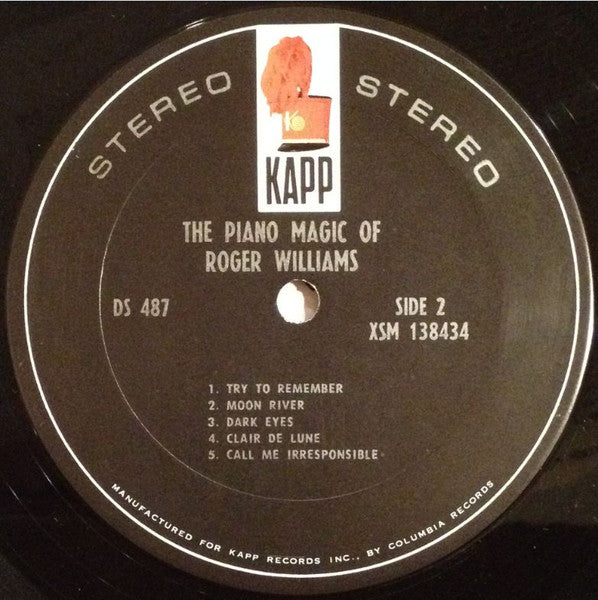 STEREO
STEREO
KAPP
THE PIANO MAGIC OF
ROGER WILLIAMS
DS 487
SIDE 2
XSM 138434
1. TRY TO REMEMBER
2. MOON RIVER
3. DARK EYES
4. CLAIR DE LUNE
5. CALL ME IRRESPONSIBLE
MANUFACTURED FOR KAPP RECORDS INC., BY COLUMBIA RECORDS